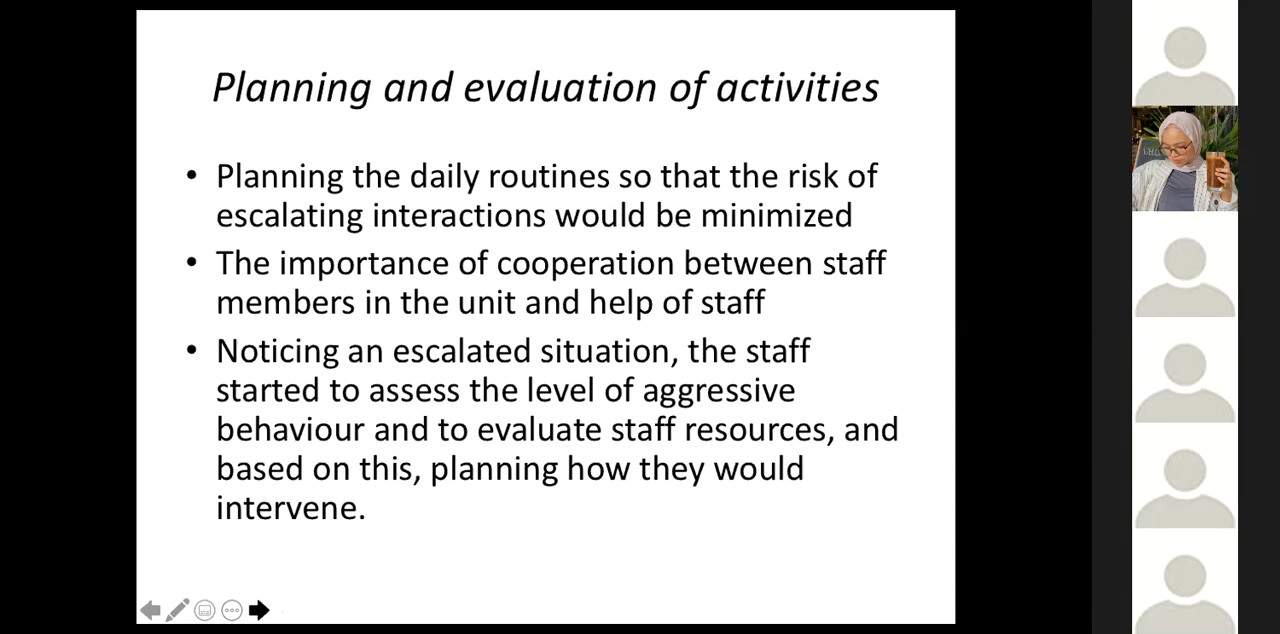 Planning and evaluation of activities
• Planning the daily routines so that the risk of
escalating interactions would be minimized
• The importance of cooperation between staff
members in the unit and help of staff
• Noticing an escalated situation, the staff
started to assess the level of aggressive
behaviour and to evaluate staff resources, and
based on this, planning how they would
intervene.